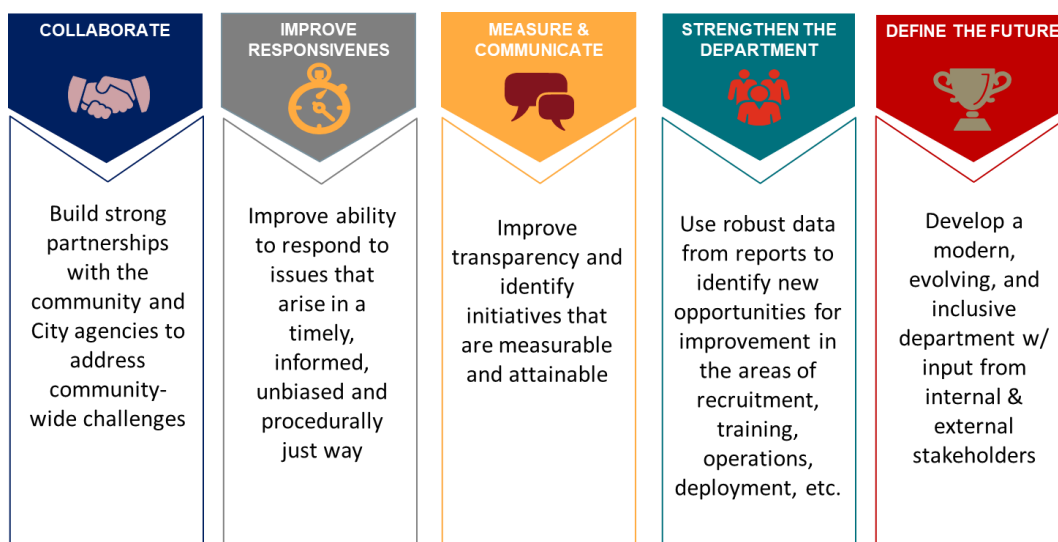 COLLABORATE
Build strong
partnerships
with the
community and
City agencies to
address
community-
wide challenges
IMPROVE
RESPONSIVENES
Improve ability
to respond to
issues that
arise in a
timely,
informed,
unbiased and
procedurally
just way
MEASURE &
COMMUNICATE
Improve
transparency and
identify
initiatives that
are measurable
and attainable
STRENGTHEN THE
DEPARTMENT
Use robust data
from reports to
identify new
opportunities for
improvement in
the areas of
recruitment,
training,
operations,
deployment, etc.
DEFINE THE FUTURE
Develop a
modern,
evolving, and
inclusive
department w/
input from
internal &
external
stakeholders